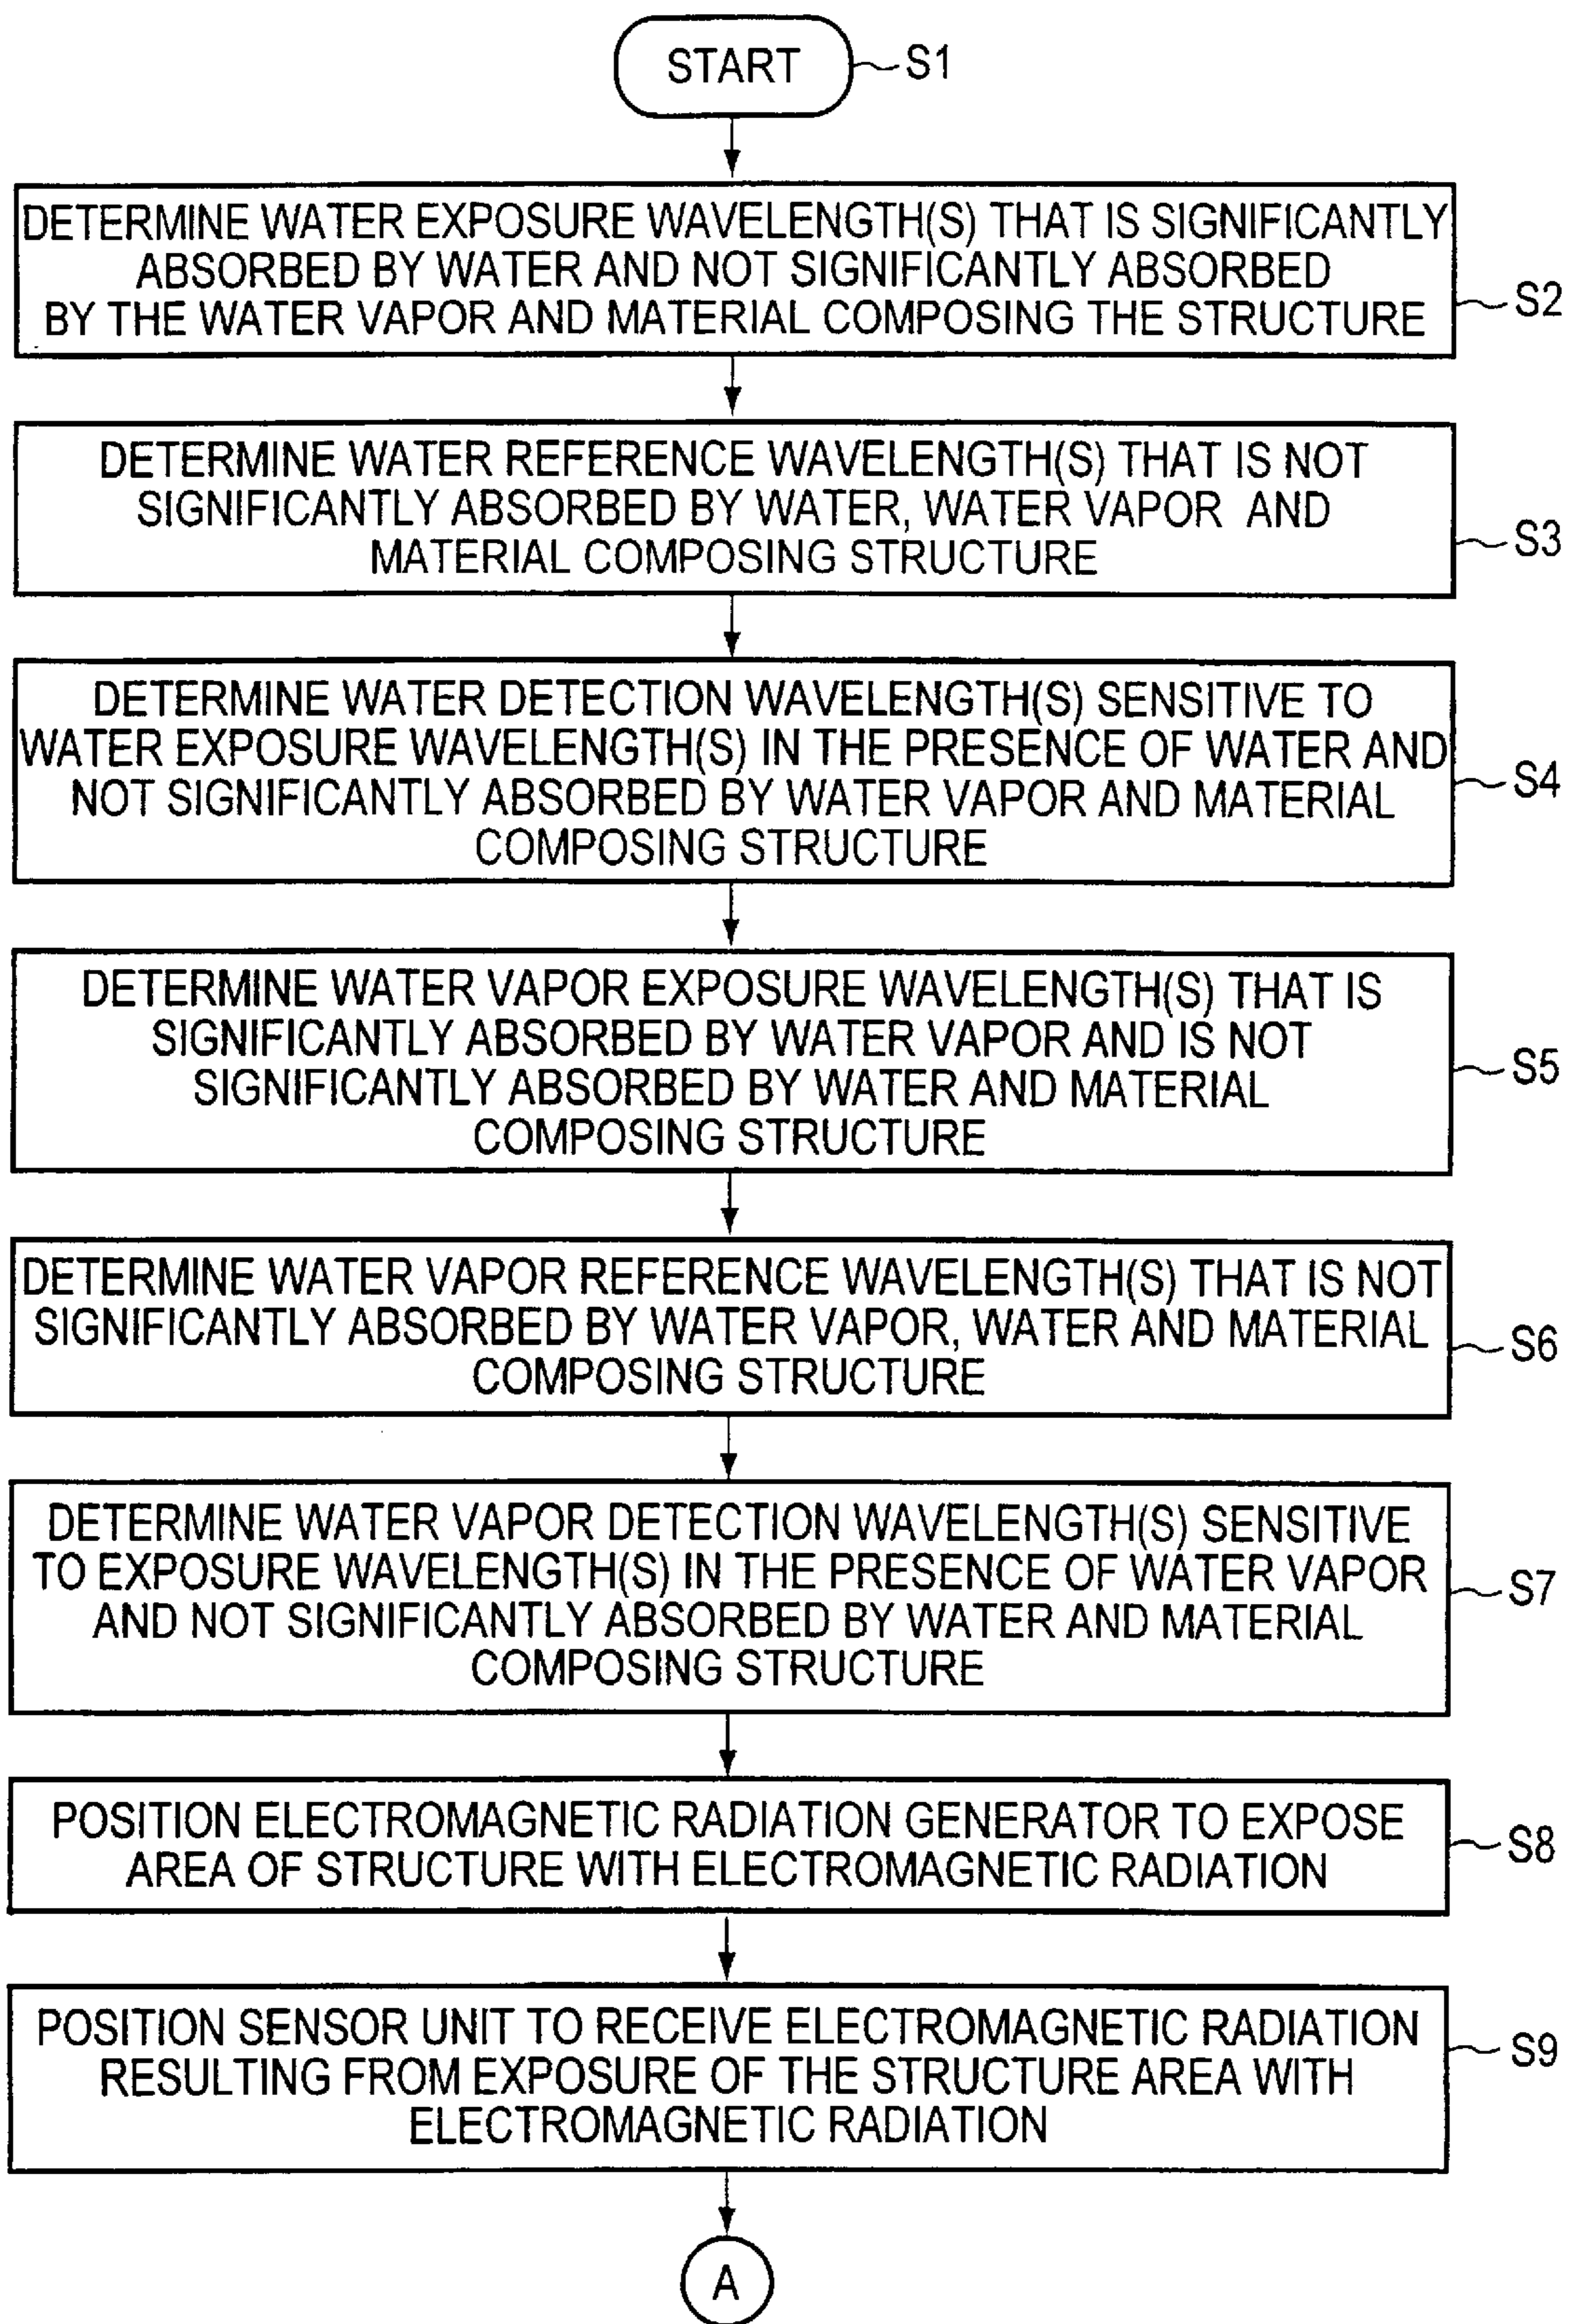 START
S1
DETERMINE WATER EXPOSURE WAVELENGTH(S) THAT IS SIGNIFICANTLY
ABSORBED BY WATER AND NOT SIGNIFICANTLY ABSORBED
BY THE WATER VAPOR AND MATERIAL COMPOSING THE STRUCTURE
S2
DETERMINE WATER REFERENCE WAVELENGTH(S) THAT IS NOT
SIGNIFICANTLY ABSORBED BY WATER, WATER VAPOR AND
MATERIAL COMPOSING STRUCTURE
S3
DETERMINE WATER DETECTION WAVELENGTH(S) SENSITIVE TO
WATER EXPOSURE WAVELENGTH(S) IN THE PRESENCE OF WATER AND
NOT SIGNIFICANTLY ABSORBED BY WATER VAPOR AND MATERIAL
COMPOSING STRUCTURE
S4
DETERMINE WATER VAPOR EXPOSURE WAVELENGTH(S) THAT IS
SIGNIFICANTLY ABSORBED BY WATER VAPOR AND IS NOT
SIGNIFICANTLY ABSORBED BY WATER AND MATERIAL
COMPOSING STRUCTURE
S5
DETERMINE WATER VAPOR REFERENCE WAVELENGTH(S) THAT IS NOT
SIGNIFICANTLY ABSORBED BY WATER VAPOR, WATER AND MATERIAL
COMPOSING STRUCTURE
S6
DETERMINE WATER VAPOR DETECTION WAVELENGTH(S) SENSITIVE
TO EXPOSURE WAVELENGTH(S) IN THE PRESENCE OF WATER VAPOR
AND NOT SIGNIFICANTLY ABSORBED BY WATER AND MATERIAL
COMPOSING STRUCTURE
S7
POSITION ELECTROMAGNETIC RADIATION GENERATOR TO EXPOSE
AREA OF STRUCTURE WITH ELECTROMAGNETIC RADIATION
S8
POSITION SENSOR UNIT TO RECEIVE ELECTROMAGNETIC RADIATION
RESULTING FROM EXPOSURE OF THE STRUCTURE AREA WITH
ELECTROMAGNETIC RADIATION
S9
A